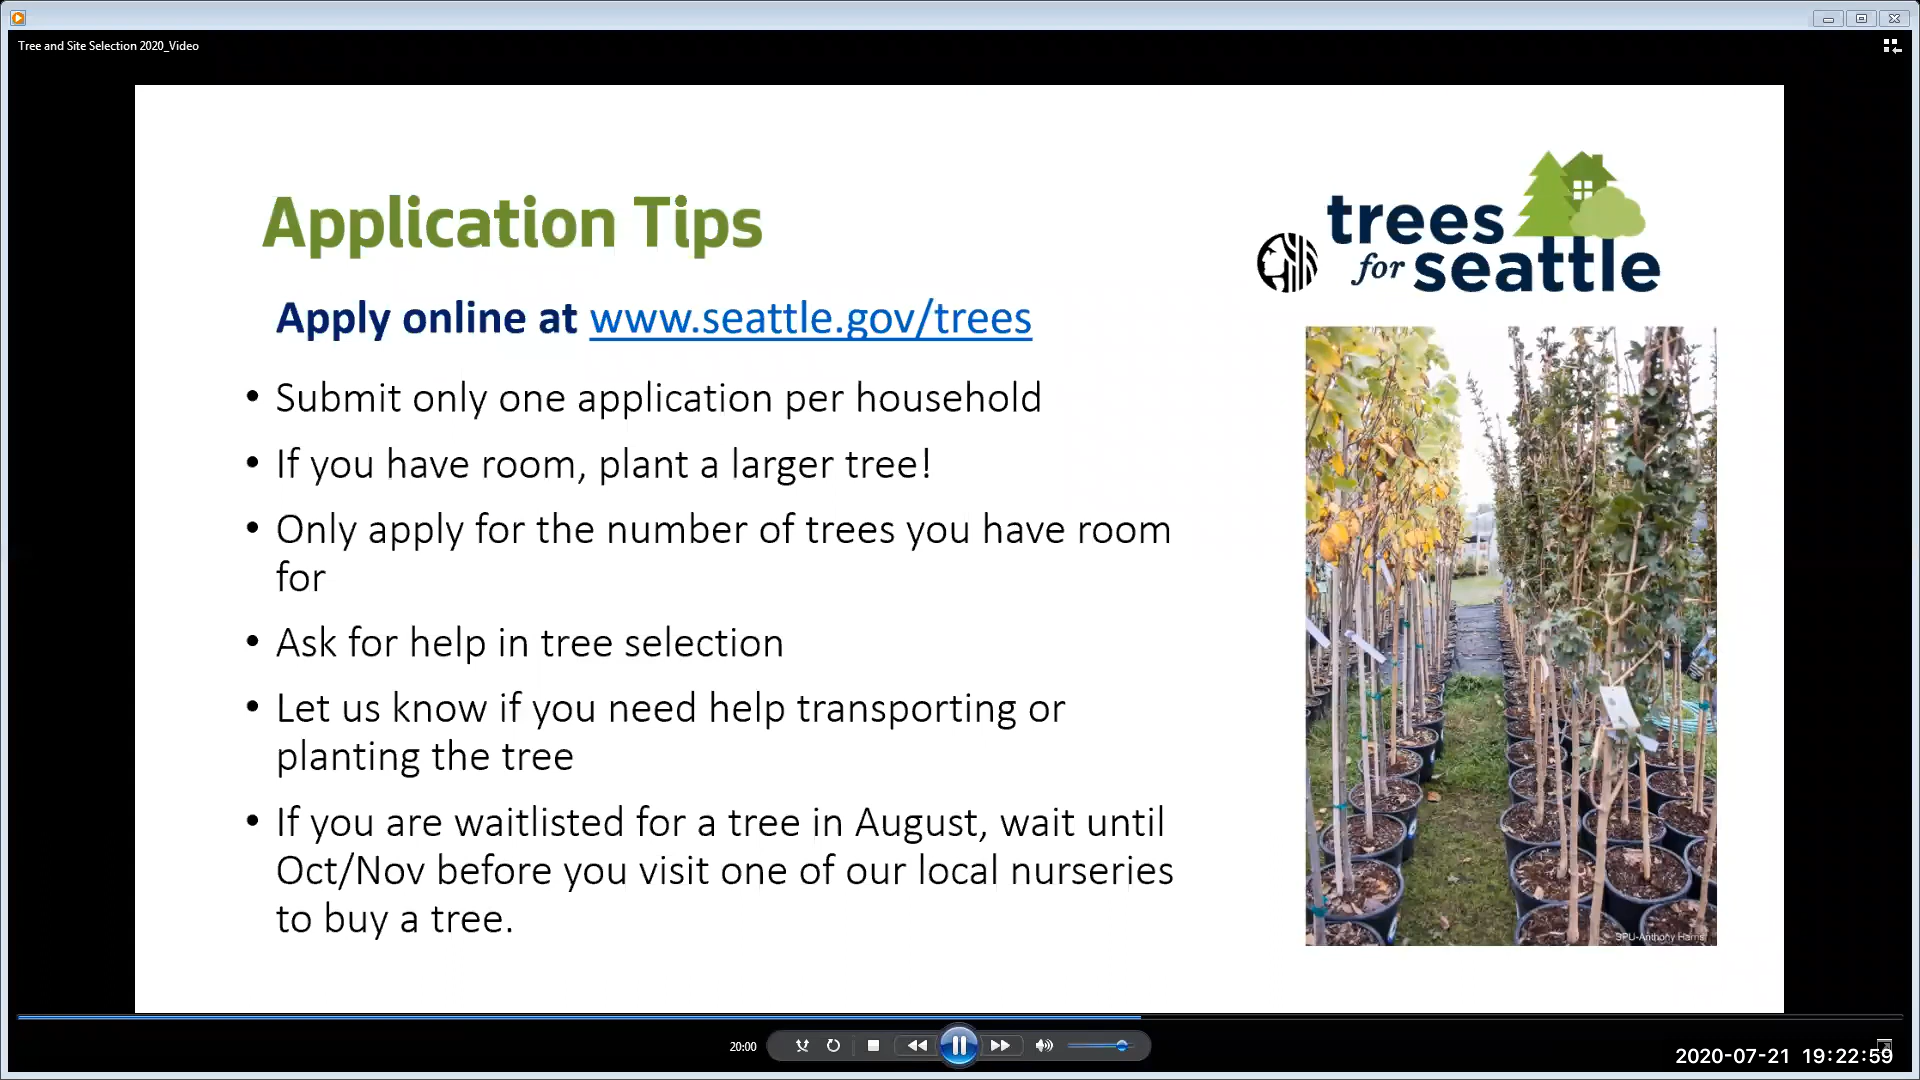 Tree and Site Selection 2020_Video
trees
for seattle
Application Tips
Apply online at www.seattle.gov/trees
• Submit only one application per household
• If you have room, plant a larger tree!
• Only apply for the number of trees you have room
for
• Ask for help in tree selection
• Let us know if you need help transporting or
planting the tree
• If you are waitlisted for a tree in August, wait until
Oct/Nov before you visit one of our local nurseries
to buy a tree.
SPU-Anthony Harris
20:00
2020-07-21 19:22:59